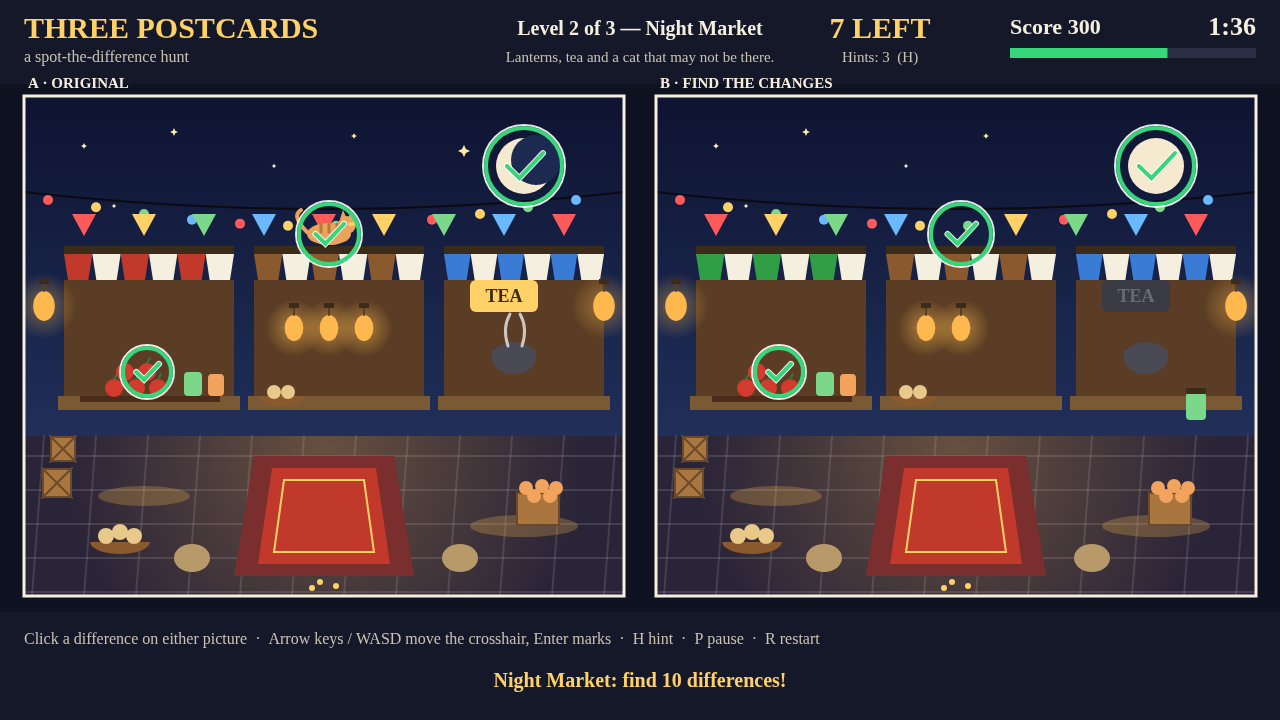 THREE POSTCARDS
a spot-the-difference hunt
Level 2 of 3 — Night Market
Lanterns, tea and a cat that may not be there.
7 LEFT
Hints: 3 (H)
Score 300
1:36
A · ORIGINAL
B · FIND THE CHANGES
TEA
TEA
Click a difference on either picture · Arrow keys / WASD move the crosshair, Enter marks · H hint · P pause · R restart
Night Market: find 10 differences!